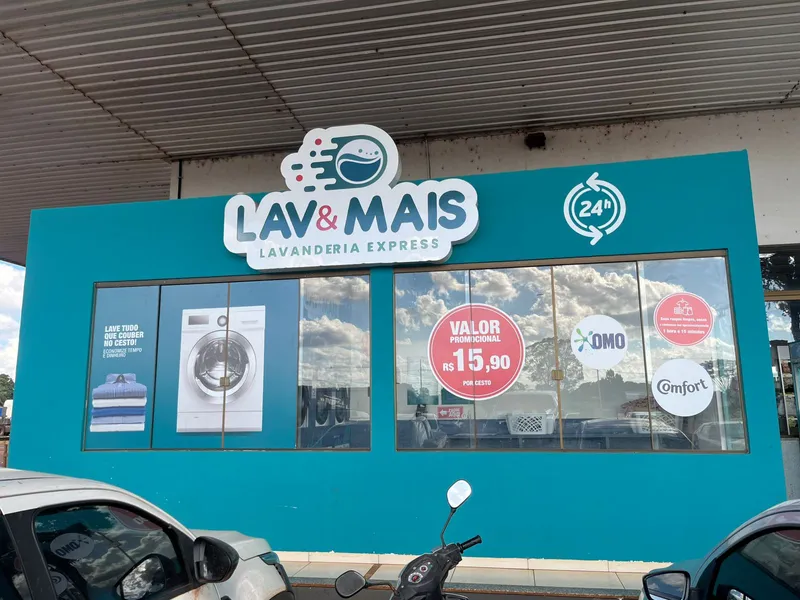 LAV&MAIS
LAVANDERIA EXPRESS
24h
LAVE TUDO
QUE COUBER
NO CESTO!
ECONOMIZE TEMPO
E DINHEIRO
VALOR
PROMOCIONAL
R$15,90
POR CESTO
OMO
Comfort
OMO